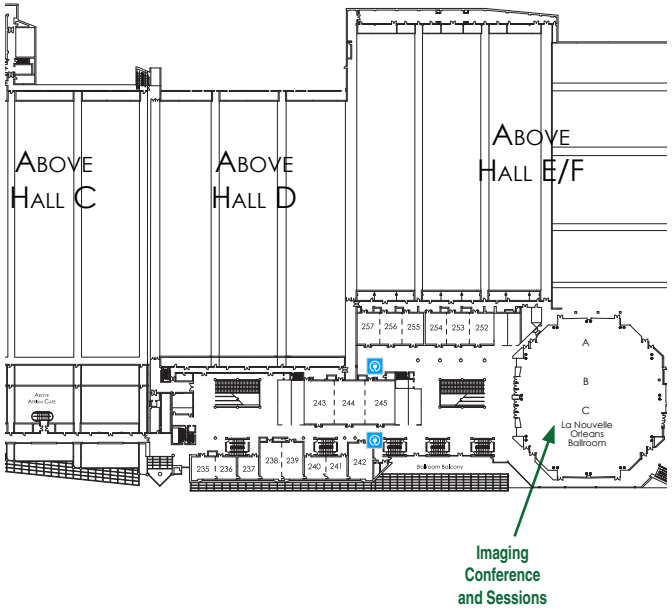 ABOVE
HALL C
ABOVE
HALL D
ABOVE
HALL E/F
257
256
255
254
253
252
A
B
C
La Nouvelle
Orleans
Ballroom
ABOVE
ATRIUM CAFE
243
244
245
235
236
237
238
239
240
241
242
Ballroom Balcony
Imaging
Conference
and Sessions